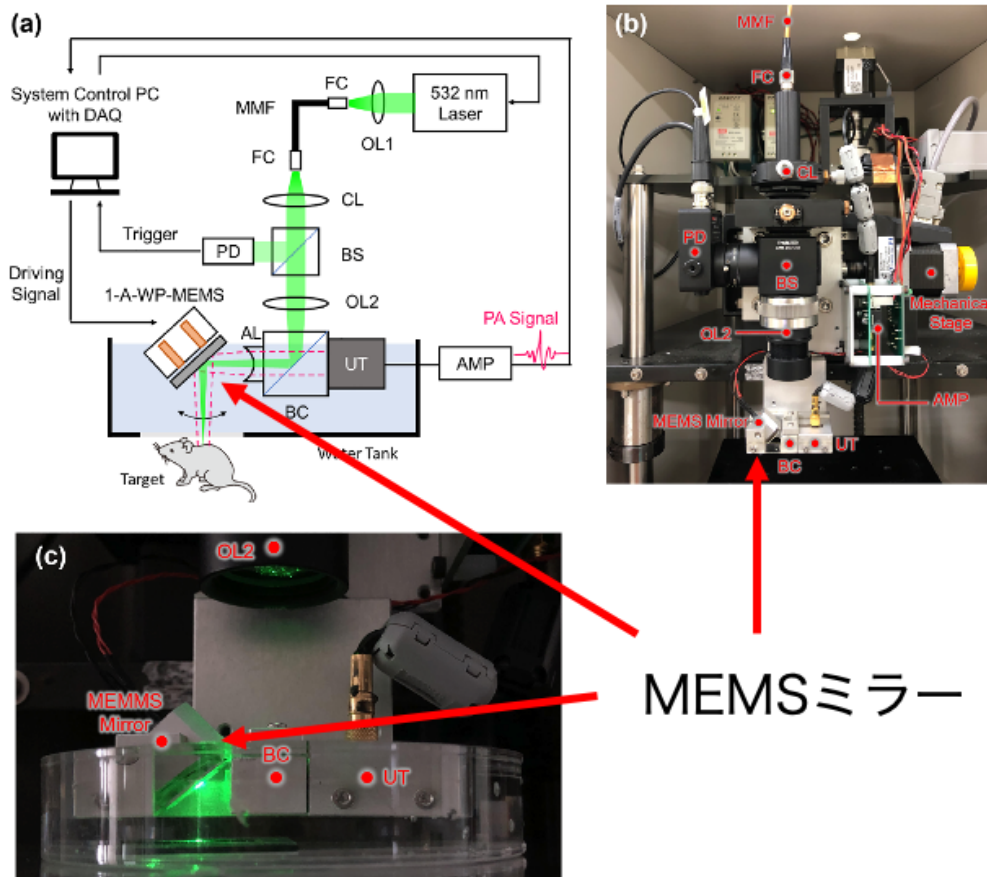 (a)
System Control PC
with DAQ
MMF
FC
532 nm
Laser
OL1
FC
CL
Trigger
PD
BS
Driving
Signal
1-A-WP-MEMS
OL2
AL
PA Signal
UT
AMP
BC
Water Tank
Target
(b)
MMF
FC
CL
PD
BS
Mechanical
Stage
OL2
AMP
MEMS Mirror
UT
BC
(c)
OL2
MEMMS
Mirror
BC
UT
MEMSミラー